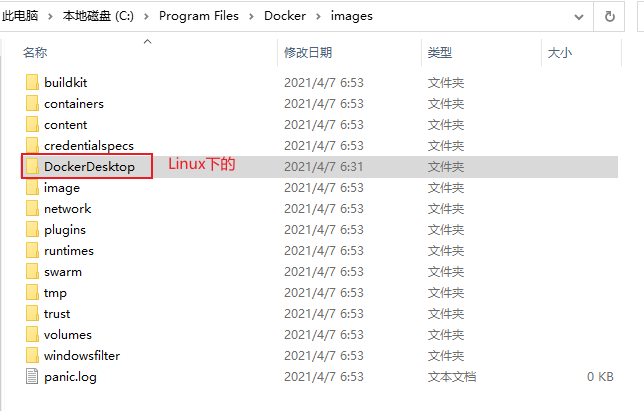 此电脑 > 本地磁盘 (C:) > Program Files > Docker > images
名称 修改日期 类型 大小
buildkit 2021/4/7 6:53 文件夹
containers 2021/4/7 6:53 文件夹
content 2021/4/7 6:53 文件夹
credentialspecs 2021/4/7 6:53 文件夹
DockerDesktop Linux下的 2021/4/7 6:31 文件夹
image 2021/4/7 6:53 文件夹
network 2021/4/7 6:53 文件夹
plugins 2021/4/7 6:53 文件夹
runtimes 2021/4/7 6:53 文件夹
swarm 2021/4/7 6:53 文件夹
tmp 2021/4/7 6:53 文件夹
trust 2021/4/7 6:53 文件夹
volumes 2021/4/7 6:53 文件夹
windowsfilter 2021/4/7 6:53 文件夹
panic.log 2021/4/7 6:53 文本文档 0 KB